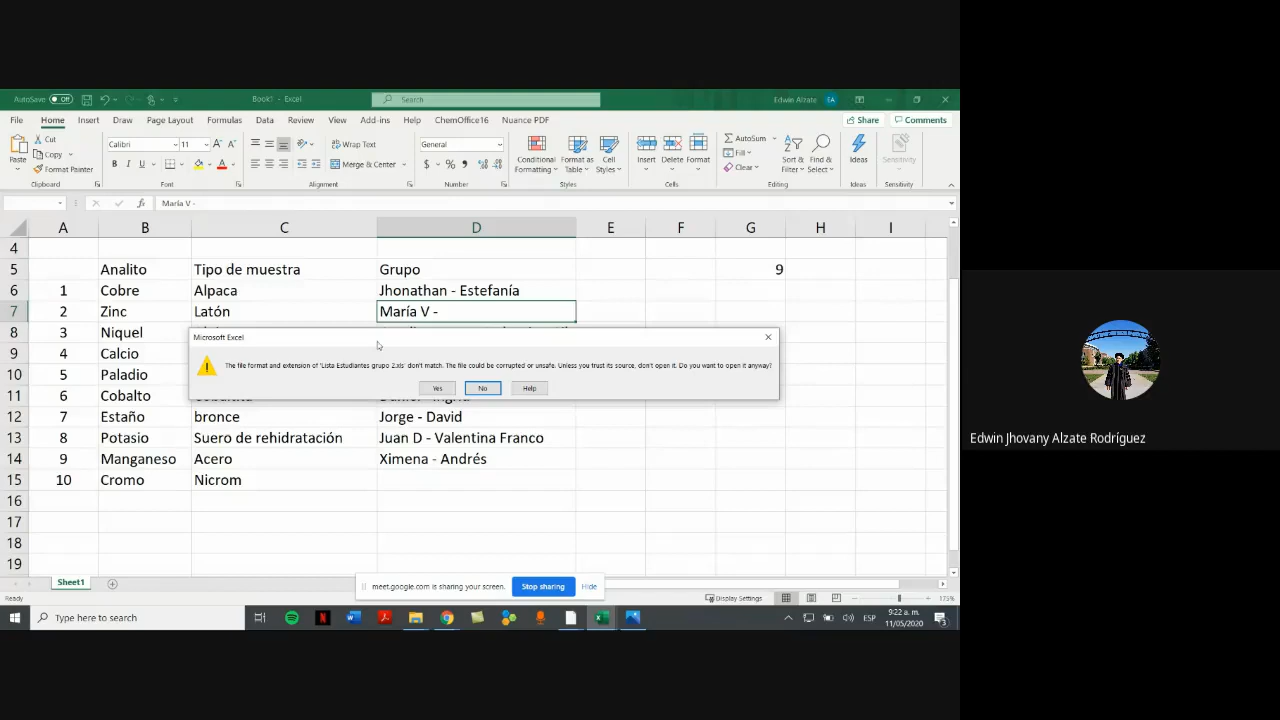 AutoSave Off Book1 - Excel Search Edwin Alzate EA
File Home Insert Draw Page Layout Formulas Data Review View Add-ins Help ChemOffice16 Nuance PDF Share Comments
Paste Cut Copy Format Painter Clipboard
Calibri 11 B I U A Font
Wrap Text Merge & Center Alignment
General $ % Number
Conditional Formatting Format as Table Cell Styles Styles
Insert Delete Format Cells
AutoSum Fill Clear Sort & Filter Find & Select Editing
Ideas Ideas
Sensitivity Sensitivity
fx María V -
A B C D E F G H I
4
5 Analito Tipo de muestra Grupo 9
6 1 Cobre Alpaca Jhonathan - Estefanía
7 2 Zinc Latón María V -
8 3 Niquel
Microsoft Excel
The file format and extension of 'Lista Estudiantes grupo 2.xls' don't match. The file could be corrupted or unsafe. Unless you trust its source, don't open it. Do you want to open it anyway?
Yes No Help
9 4 Calcio
10 5 Paladio
11 6 Cobalto
12 7 Estaño bronce Jorge - David
13 8 Potasio Suero de rehidratación Juan D - Valentina Franco
14 9 Manganeso Acero Ximena - Andrés
15 10 Cromo Nicrom
16
17
18
19
Sheet1
meet.google.com is sharing your screen. Stop sharing Hide
Ready Display Settings 175%
Type here to search ESP 9:22 a. m. 11/05/2020 3
Edwin Jhovany Alzate Rodríguez